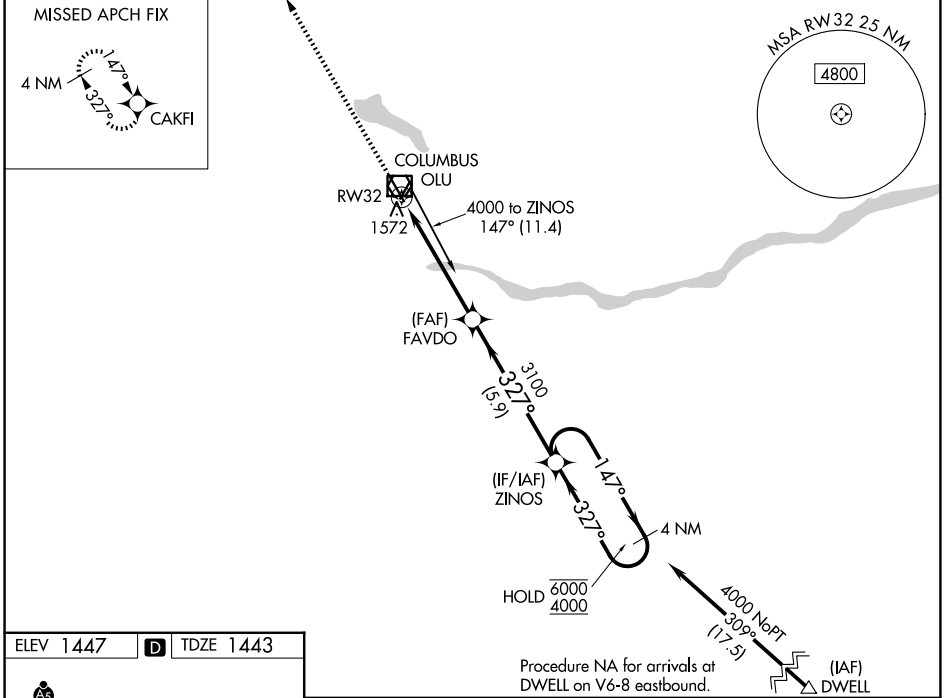 MISSED APCH FIX
4 NM
147°
327°
CAKFI
MSA RW32 25 NM
4800
COLUMBUS
OLU
RW32
1572
4000 to ZINOS
147° (11.4)
(FAF)
FAVDO
3100
327°
(5.9)
(IF/IAF)
ZINOS
147°
327°
4 NM
HOLD 6000
4000
4000 NoPT
309°
(17.5)
(IAF)
DWELL
Procedure NA for arrivals at
DWELL on V6-8 eastbound.
ELEV 1447 D TDZE 1443
A5